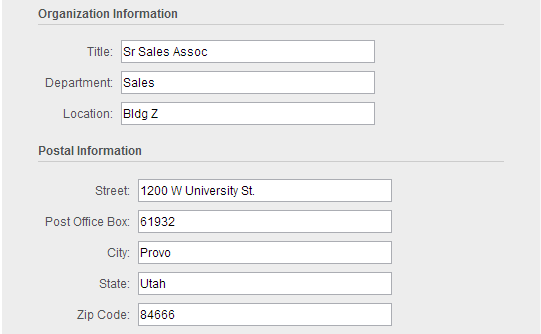 Organization Information
Title: Sr Sales Assoc
Department: Sales
Location: Bldg Z
Postal Information
Street: 1200 W University St.
Post Office Box: 61932
City: Provo
State: Utah
Zip Code: 84666